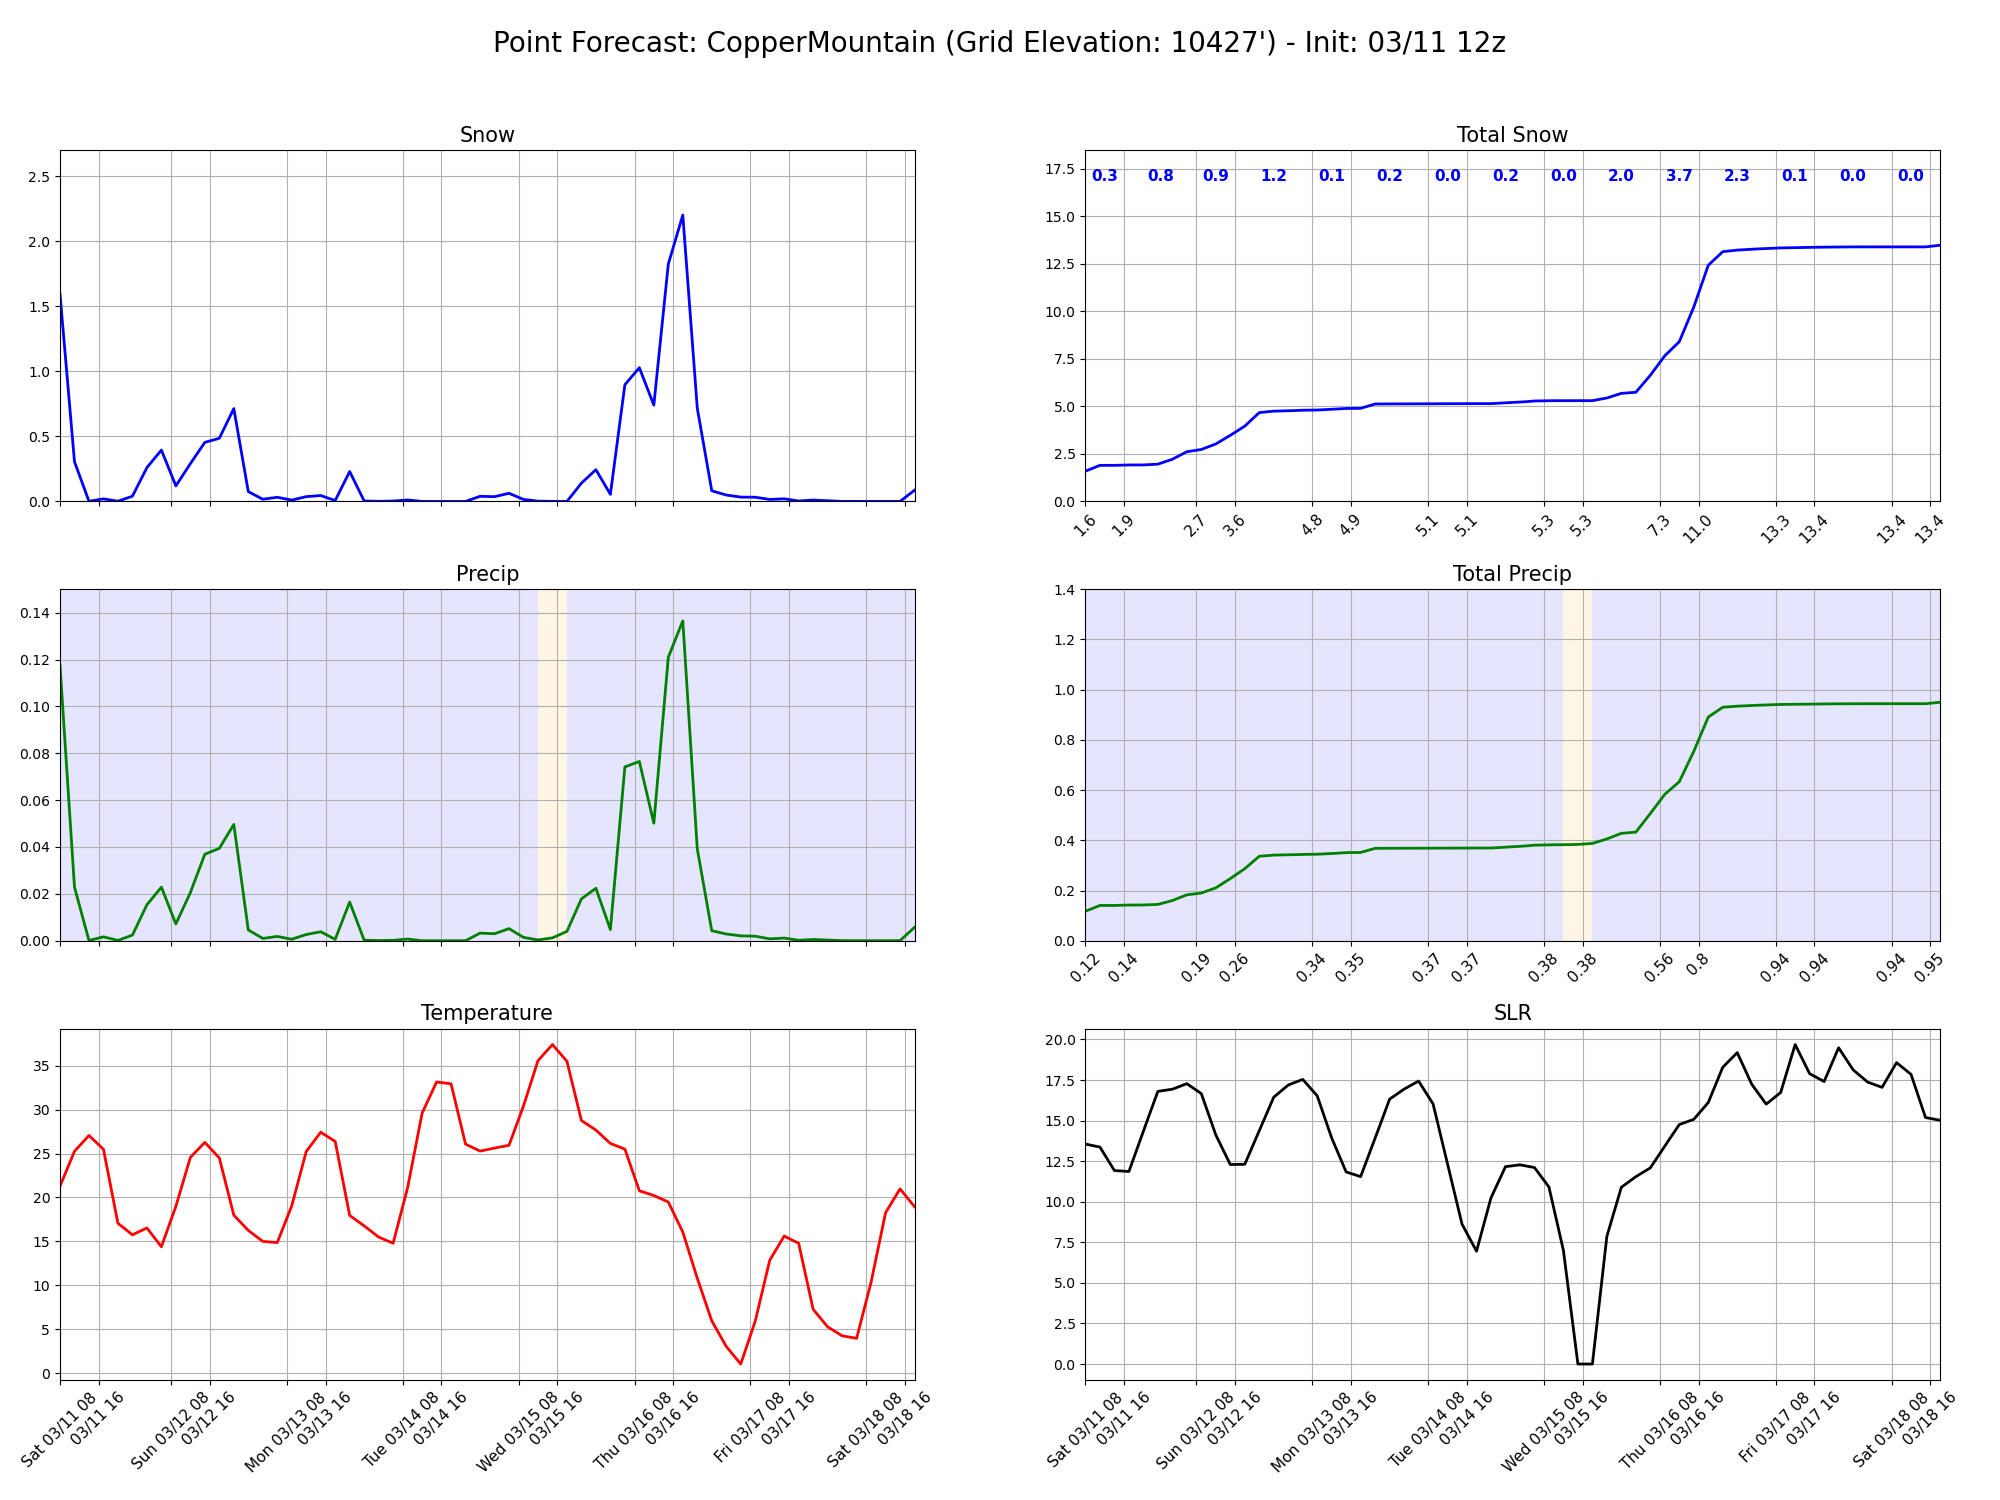 Point Forecast: CopperMountain (Grid Elevation: 10427') - Init: 03/11 12z
Snow
2.5
2.0
1.5
1.0
0.5
0.0
Total Snow
17.5
15.0
12.5
10.0
7.5
5.0
2.5
0.0
0.3 0.8 0.9 1.2 0.1 0.2 0.0 0.2 0.0 2.0 3.7 2.3 0.1 0.0 0.0
1.6 1.9 2.7 3.6 4.8 4.9 5.1 5.1 5.3 5.3 7.3 11.0 13.3 13.4 13.4 13.4
Precip
0.14
0.12
0.10
0.08
0.06
0.04
0.02
0.00
Total Precip
1.4
1.2
1.0
0.8
0.6
0.4
0.2
0.0
0.12 0.14 0.19 0.26 0.34 0.35 0.37 0.37 0.38 0.38 0.56 0.8 0.94 0.94 0.94 0.95
Temperature
35
30
25
20
15
10
5
0
Sat 03/11 08
03/11 16
Sun 03/12 08
03/12 16
Mon 03/13 08
03/13 16
Tue 03/14 08
03/14 16
Wed 03/15 08
03/15 16
Thu 03/16 08
03/16 16
Fri 03/17 08
03/17 16
Sat 03/18 08
03/18 16
SLR
20.0
17.5
15.0
12.5
10.0
7.5
5.0
2.5
0.0
Sat 03/11 08
03/11 16
Sun 03/12 08
03/12 16
Mon 03/13 08
03/13 16
Tue 03/14 08
03/14 16
Wed 03/15 08
03/15 16
Thu 03/16 08
03/16 16
Fri 03/17 08
03/17 16
Sat 03/18 08
03/18 16